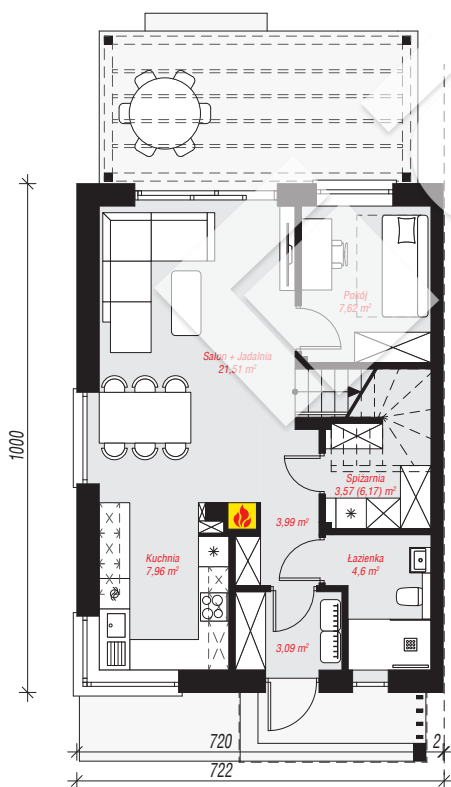 Pokój
7,62 m²
Salon + Jadalnia
21,51 m²
1000
Spiżarnia
3,57 (6,17) m²
3,99 m²
Kuchnia
7,96 m²
Łazienka
4,6 m²
3,09 m²
720
2
722